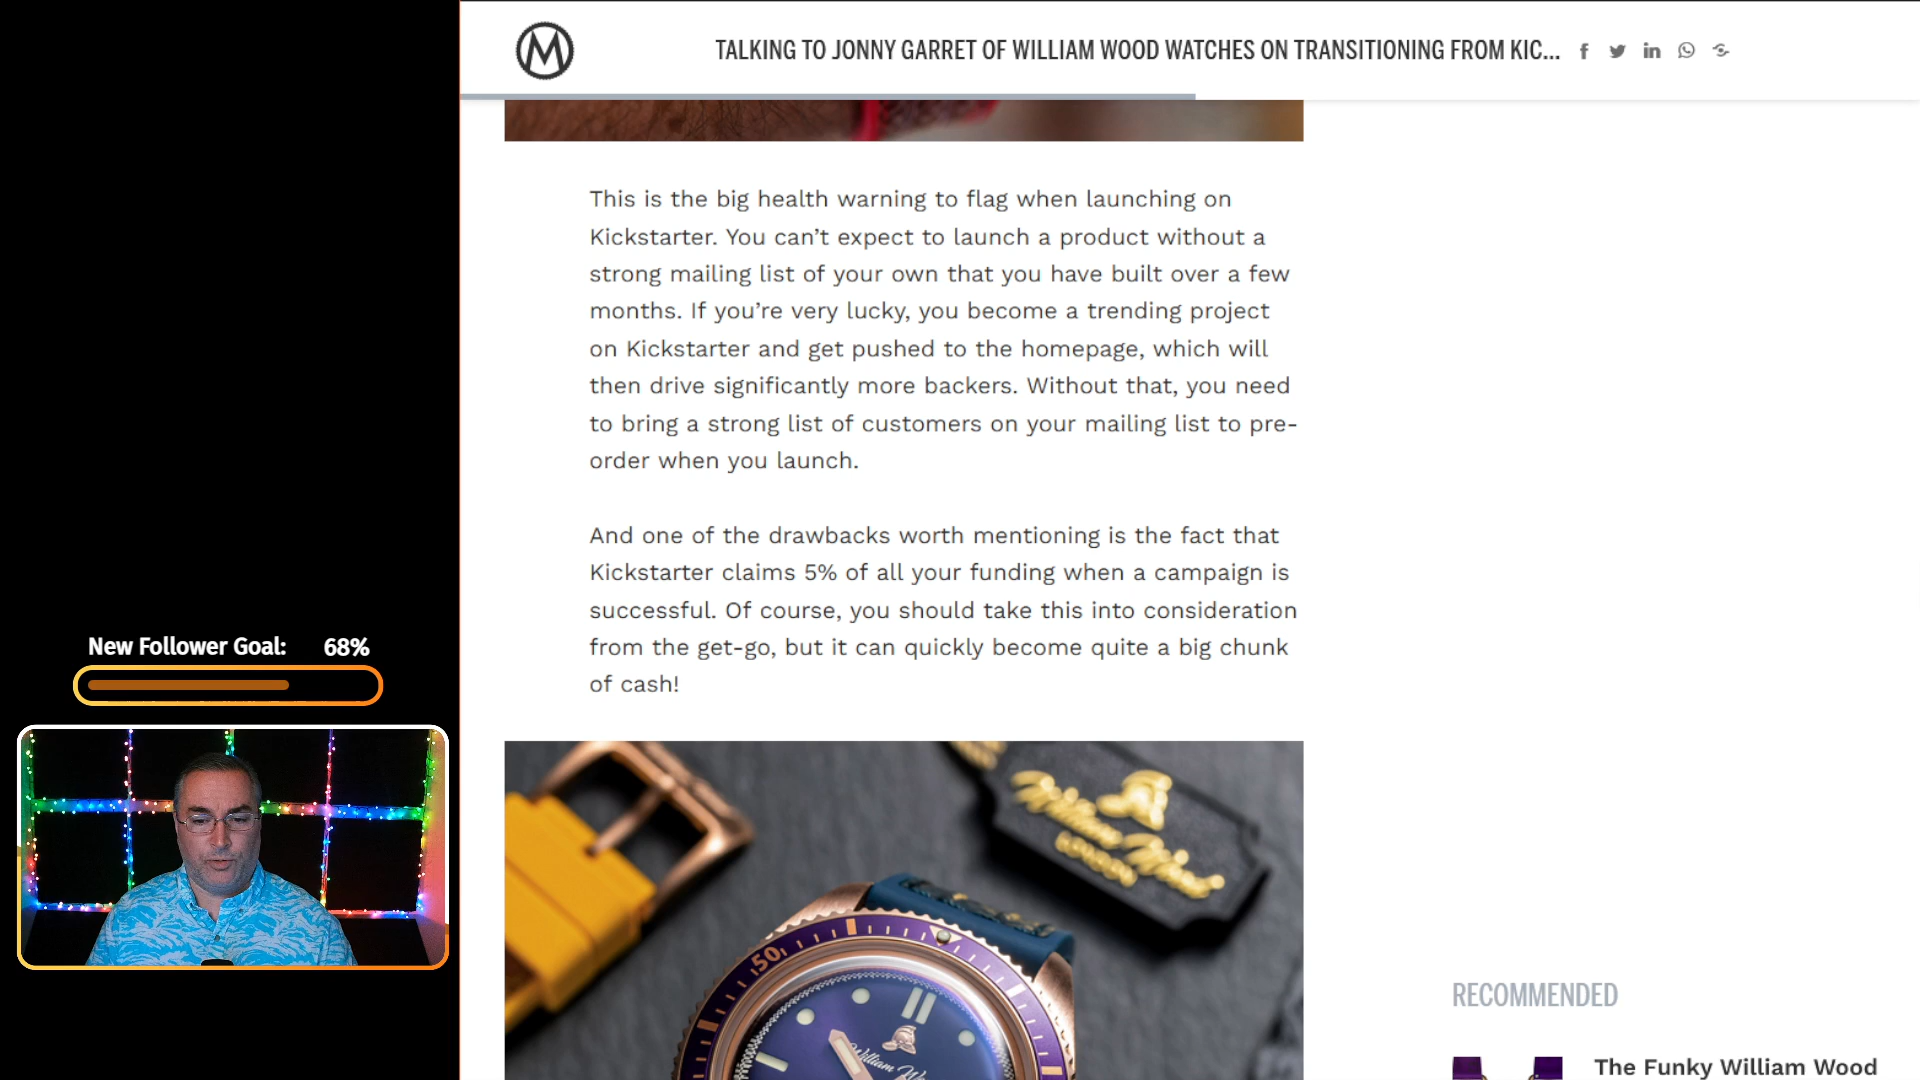 M
TALKING TO JONNY GARRET OF WILLIAM WOOD WATCHES ON TRANSITIONING FROM KIC...
This is the big health warning to flag when launching on
Kickstarter. You can’t expect to launch a product without a
strong mailing list of your own that you have built over a few
months. If you’re very lucky, you become a trending project
on Kickstarter and get pushed to the homepage, which will
then drive significantly more backers. Without that, you need
to bring a strong list of customers on your mailing list to pre-
order when you launch.
And one of the drawbacks worth mentioning is the fact that
Kickstarter claims 5% of all your funding when a campaign is
successful. Of course, you should take this into consideration
from the get-go, but it can quickly become quite a big chunk
of cash!
New Follower Goal: 68%
50
William
RECOMMENDED
The Funky William Wood